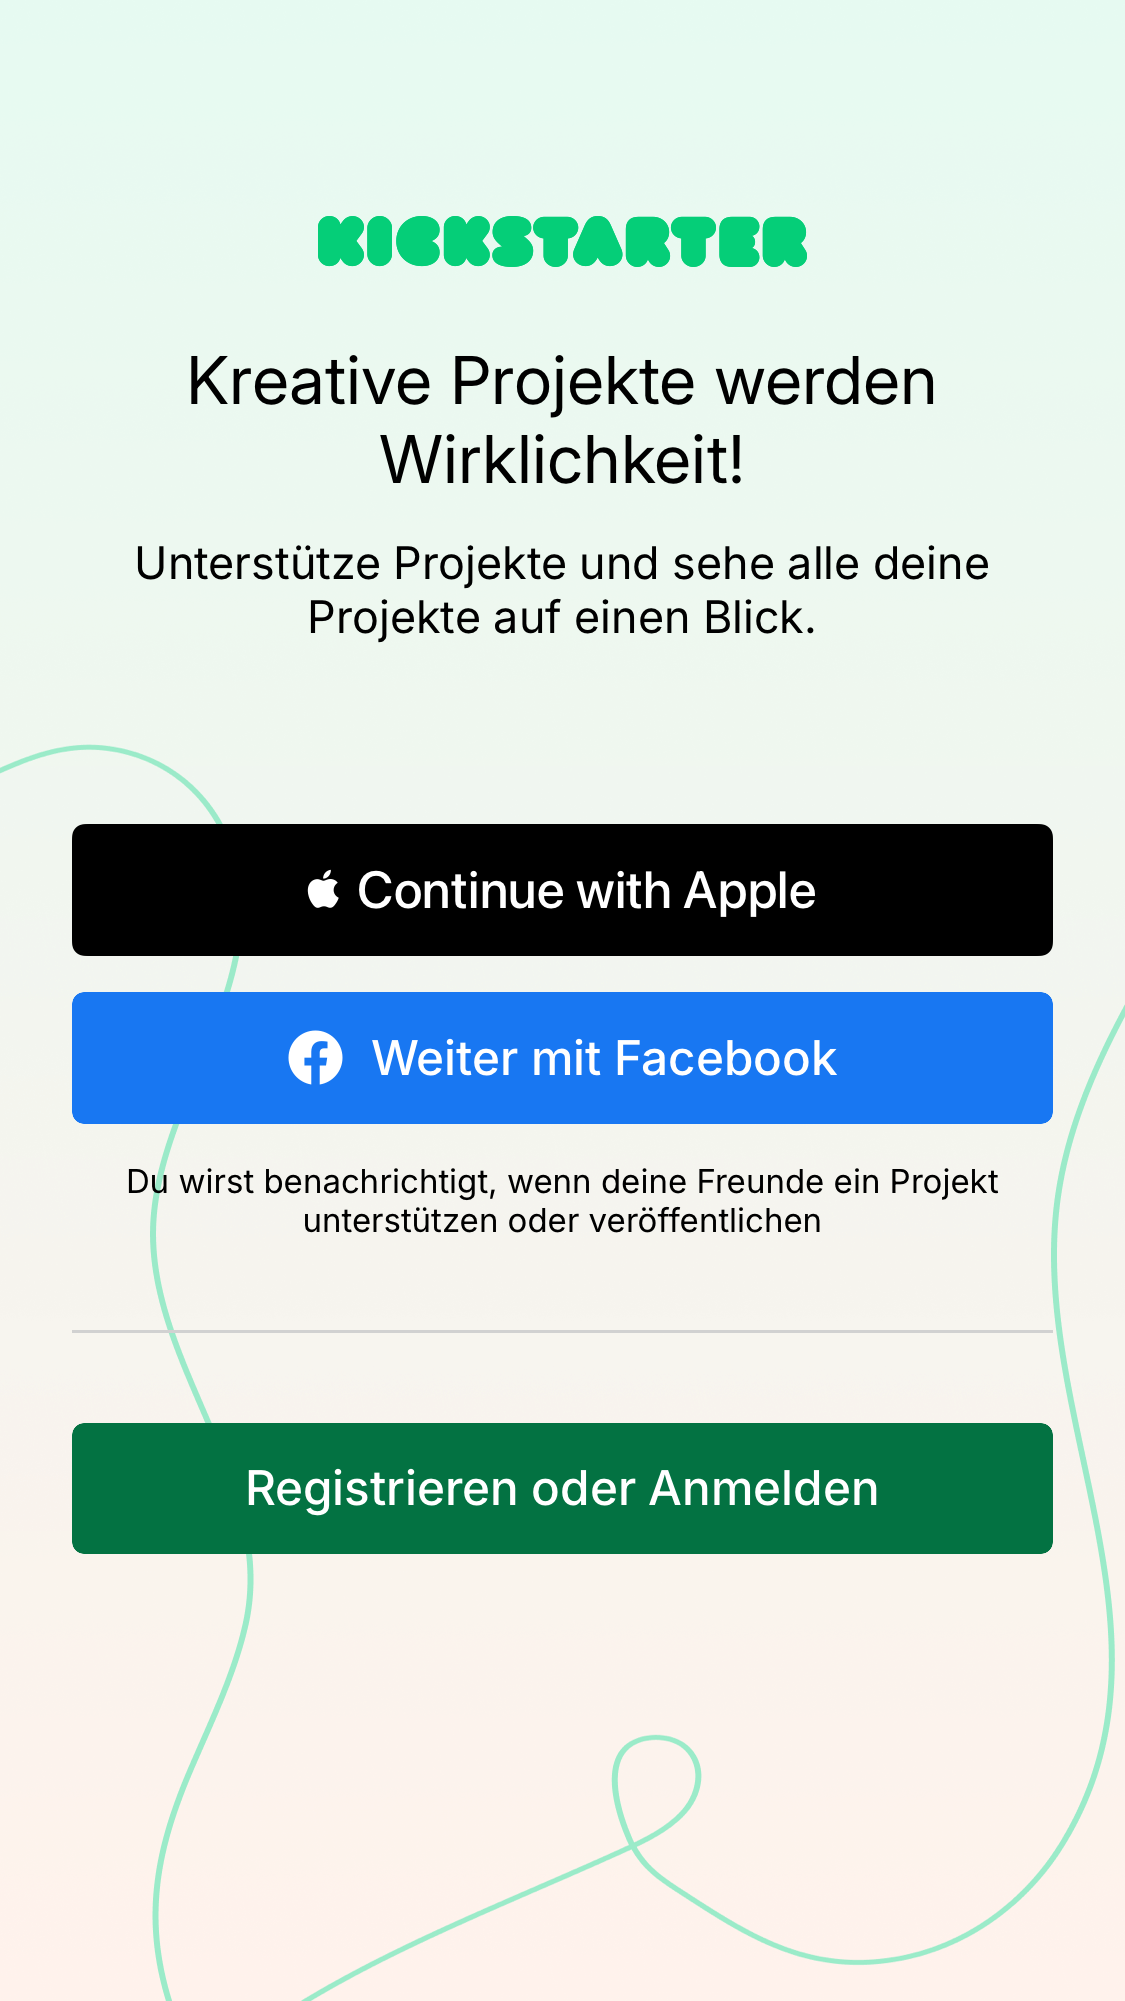 KICKSTARTER
Kreative Projekte werden
Wirklichkeit!
Unterstütze Projekte und sehe alle deine
Projekte auf einen Blick.
Continue with Apple
Weiter mit Facebook
Du wirst benachrichtigt, wenn deine Freunde ein Projekt
unterstützen oder veröffentlichen
Registrieren oder Anmelden